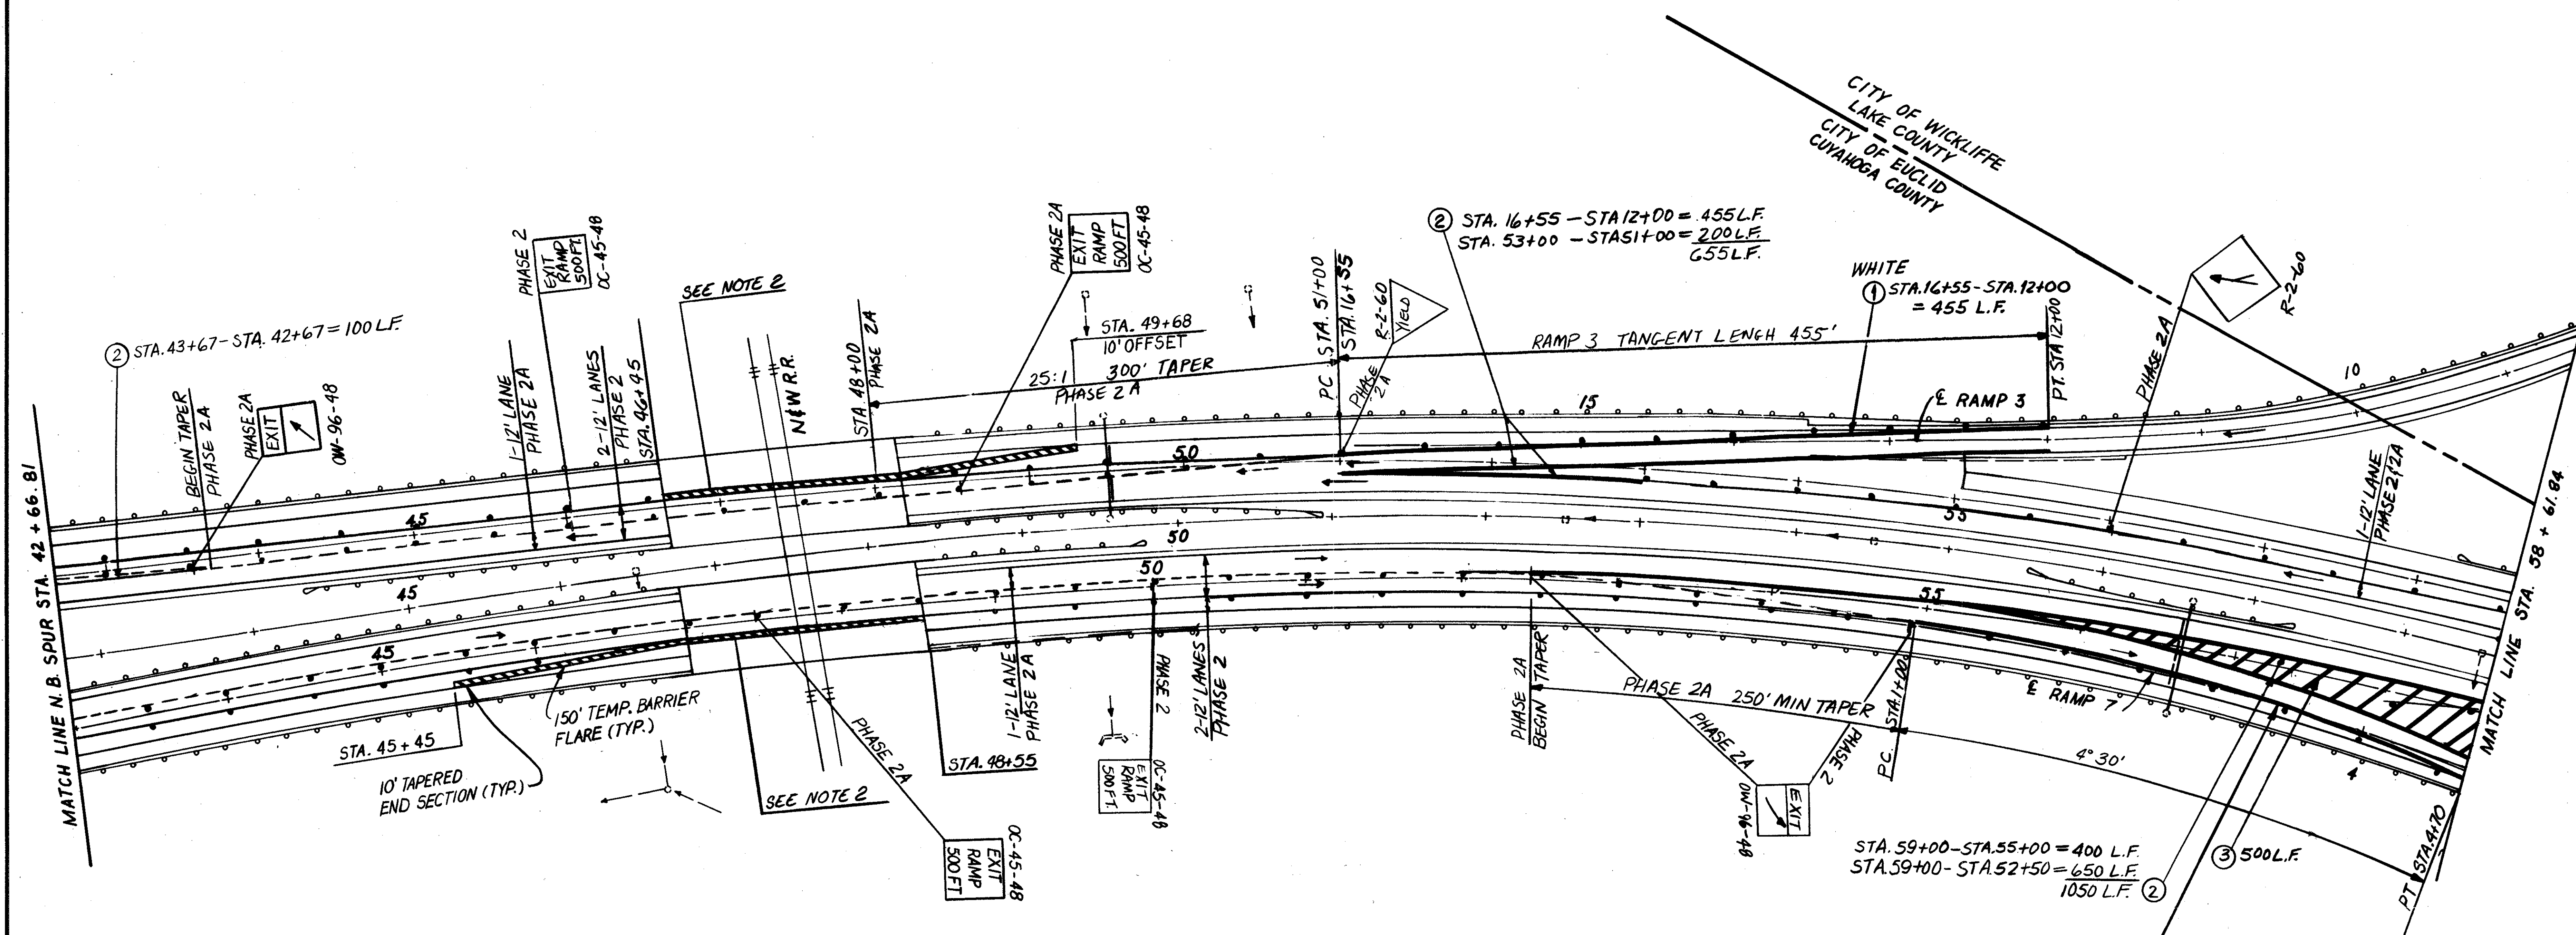 CITY OF WICKLIFFE
LAKE COUNTY
CITY OF EUCLID
CUYAHOGA COUNTY
② STA. 16+55 - STA 12+00 = 455 L.F.
STA. 53+00 - STA 51+00 = 200 L.F.
655 L.F.
WHITE
① STA. 16+55 - STA. 12+00
= 455 L.F.
RAMP 3 TANGENT LENGH 455'
PT. STA 12+00
R-2-60
PHASE 2A
PHASE 2
EXIT
RAMP
500 FT.
OC-45-48
PHASE 2A
EXIT
RAMP
500 FT
OC-45-48
SEE NOTE 2
STA. 49+68
10' OFFSET
25:1 300' TAPER
PHASE 2A
PC. STA. 51+00
STA. 16+55
R-2-60
YIELD
PHASE
2A
STA. 48+00
PHASE 2A
N&W R.R.
② STA. 43+67 - STA. 42+67 = 100 L.F.
BEGIN TAPER
PHASE 2A
PHASE 2A
EXIT
OW-96-48
1-12' LANE
PHASE 2A
2-12' LANES
PHASE 2
STA. 46+45
10
15
℄ RAMP 3
50
45
55
50
45
50
45
55
1-12' LANE
PHASE 2 & 2A
MATCH LINE N.B. SPUR STA. 42+66.81
MATCH LINE STA. 58+61.84
STA. 45+45
10' TAPERED
END SECTION (TYP.)
150' TEMP. BARRIER
FLARE (TYP.)
SEE NOTE 2
PHASE 2A
EXIT
RAMP
500 FT
OC-45-48
STA. 48+55
1-12' LANE
PHASE 2A
PHASE 2
EXIT
RAMP
500 FT.
OC-45-48
2-12' LANES
PHASE 2
PHASE 2A
BEGIN TAPER
PHASE 2A 250' MIN TAPER
PHASE 2A
PHASE 2
EXIT
OW-96-48
PC. STA. 1+00
℄ RAMP 7
4° 30'
4
STA. 59+00 - STA. 55+00 = 400 L.F.
STA. 59+00 - STA. 52+50 = 650 L.F.
1050 L.F. ②
③ 500 L.F.
PT STA. 4+70